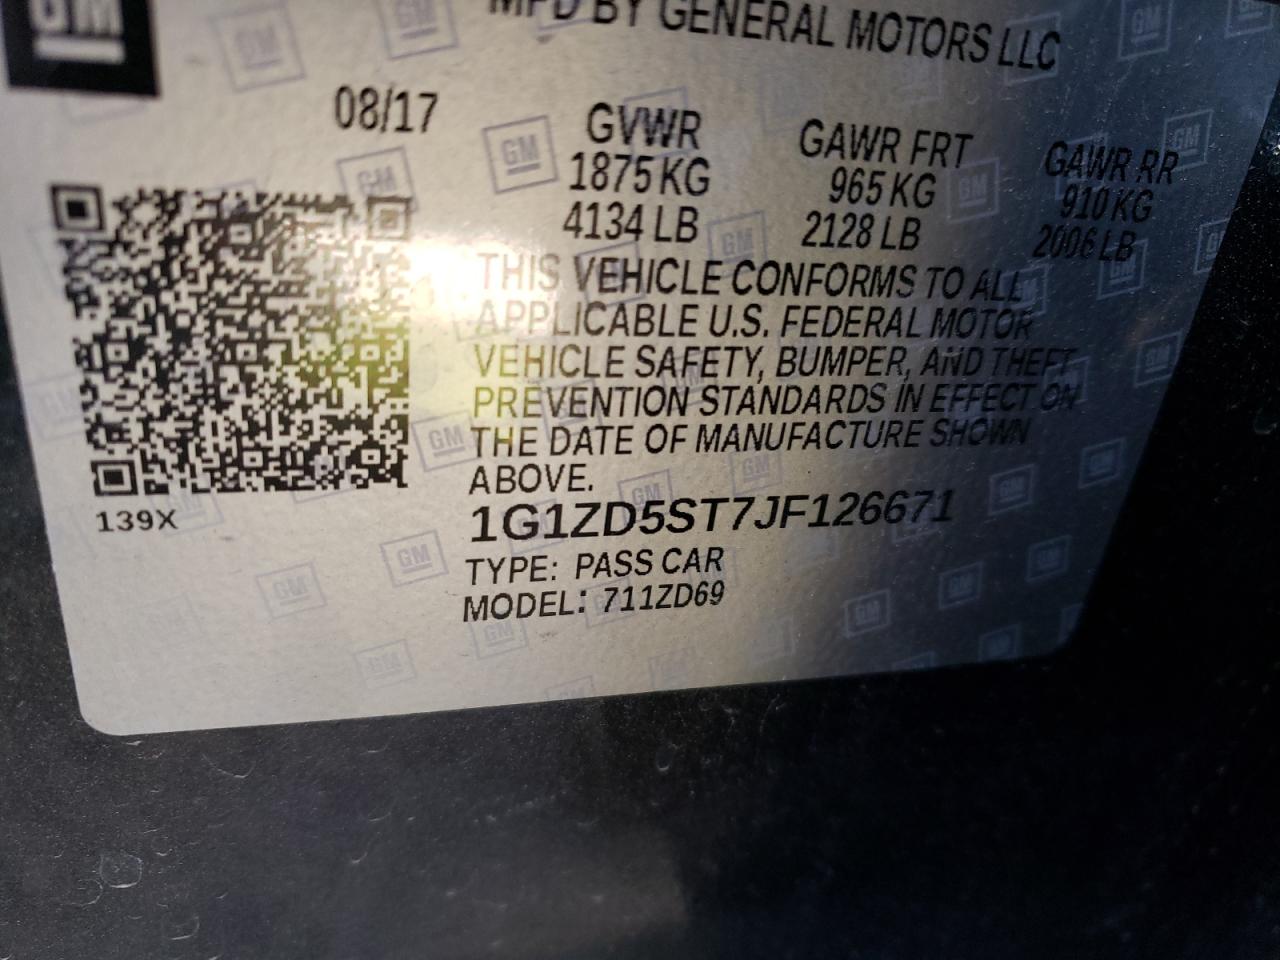 GM
MFD BY GENERAL MOTORS LLC
08/17
GVWR
1875 KG
4134 LB
GAWR FRT
965 KG
2128 LB
GAWR RR
910 KG
2006 LB
THIS VEHICLE CONFORMS TO ALL
APPLICABLE U.S. FEDERAL MOTOR
VEHICLE SAFETY, BUMPER, AND THEFT
PREVENTION STANDARDS IN EFFECT ON
THE DATE OF MANUFACTURE SHOWN
ABOVE.
139X
1G1ZD5ST7JF126671
TYPE: PASS CAR
MODEL: 711ZD69